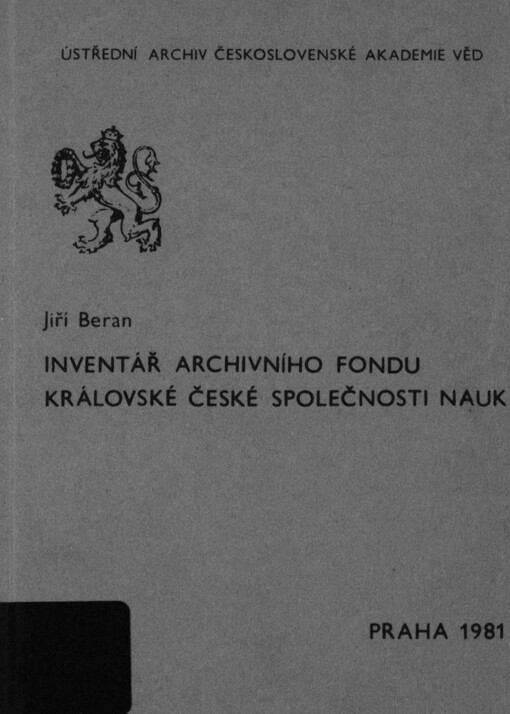 ÚSTŘEDNÍ ARCHIV ČESKOSLOVENSKÉ AKADEMIE VĚD
Jiří Beran
INVENTÁŘ ARCHIVNÍHO FONDU
KRÁLOVSKÉ ČESKÉ SPOLEČNOSTI NAUK
PRAHA 1981